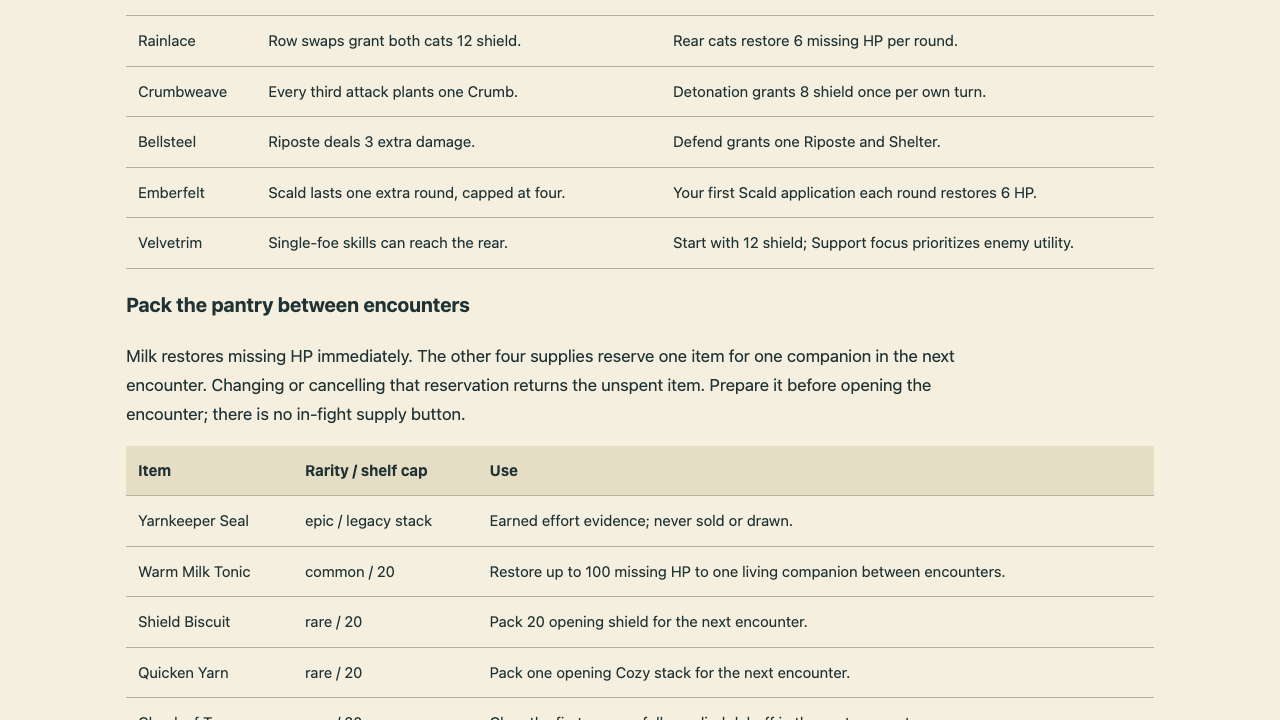 Rainlace Row swaps grant both cats 12 shield. Rear cats restore 6 missing HP per round.
Crumbweave Every third attack plants one Crumb. Detonation grants 8 shield once per own turn.
Bellsteel Riposte deals 3 extra damage. Defend grants one Riposte and Shelter.
Emberfelt Scald lasts one extra round, capped at four. Your first Scald application each round restores 6 HP.
Velvetrim Single-foe skills can reach the rear. Start with 12 shield; Support focus prioritizes enemy utility.
Pack the pantry between encounters
Milk restores missing HP immediately. The other four supplies reserve one item for one companion in the next
encounter. Changing or cancelling that reservation returns the unspent item. Prepare it before opening the
encounter; there is no in-fight supply button.
Item Rarity / shelf cap Use
Yarnkeeper Seal epic / legacy stack Earned effort evidence; never sold or drawn.
Warm Milk Tonic common / 20 Restore up to 100 missing HP to one living companion between encounters.
Shield Biscuit rare / 20 Pack 20 opening shield for the next encounter.
Quicken Yarn rare / 20 Pack one opening Cozy stack for the next encounter.